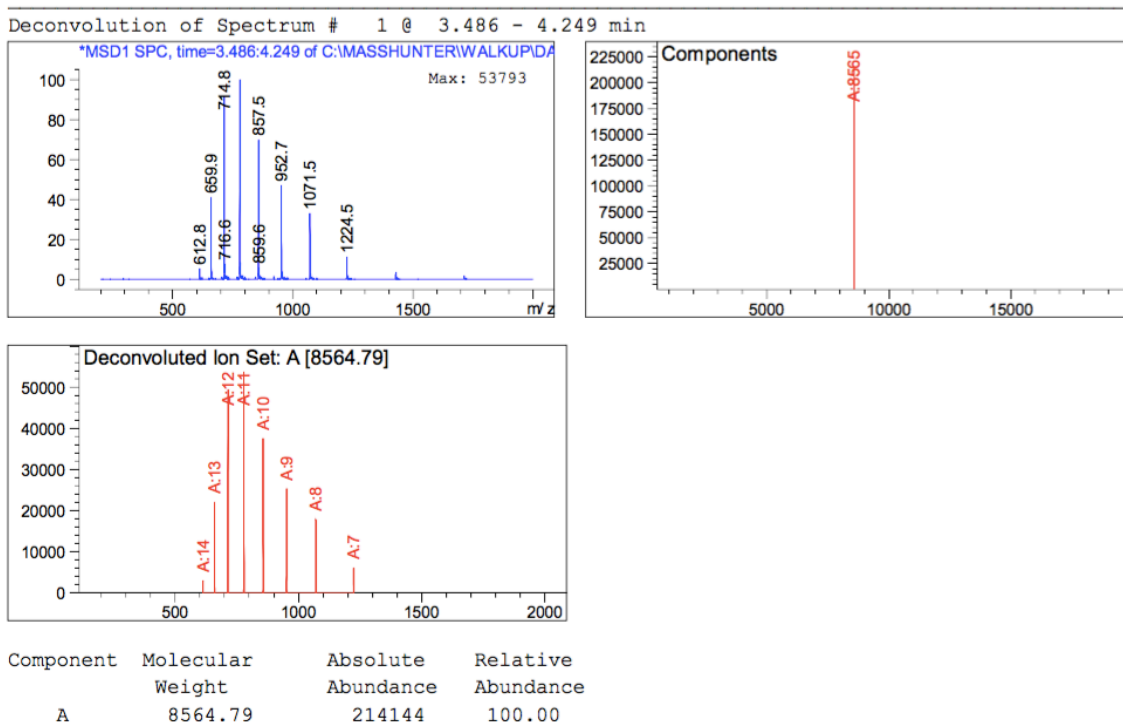 Deconvolution of Spectrum # 1 @ 3.486 - 4.249 min
*MSD1 SPC, time=3.486:4.249 of C:\MASSHUNTER\WALKUP\DA
Max: 53793
100
80
60
40
20
0
612.8
659.9
714.8
716.6
857.5
859.6
952.7
1071.5
1224.5
500
1000
1500
m/z
Components
225000
200000
175000
150000
125000
100000
75000
50000
25000
A:8565
5000
10000
15000
Deconvoluted Ion Set: A [8564.79]
50000
40000
30000
20000
10000
0
A:14
A:13
A:12
A:11
A:10
A:9
A:8
A:7
500
1000
1500
2000
Component Molecular Absolute Relative
Weight Abundance Abundance
A 8564.79 214144 100.00